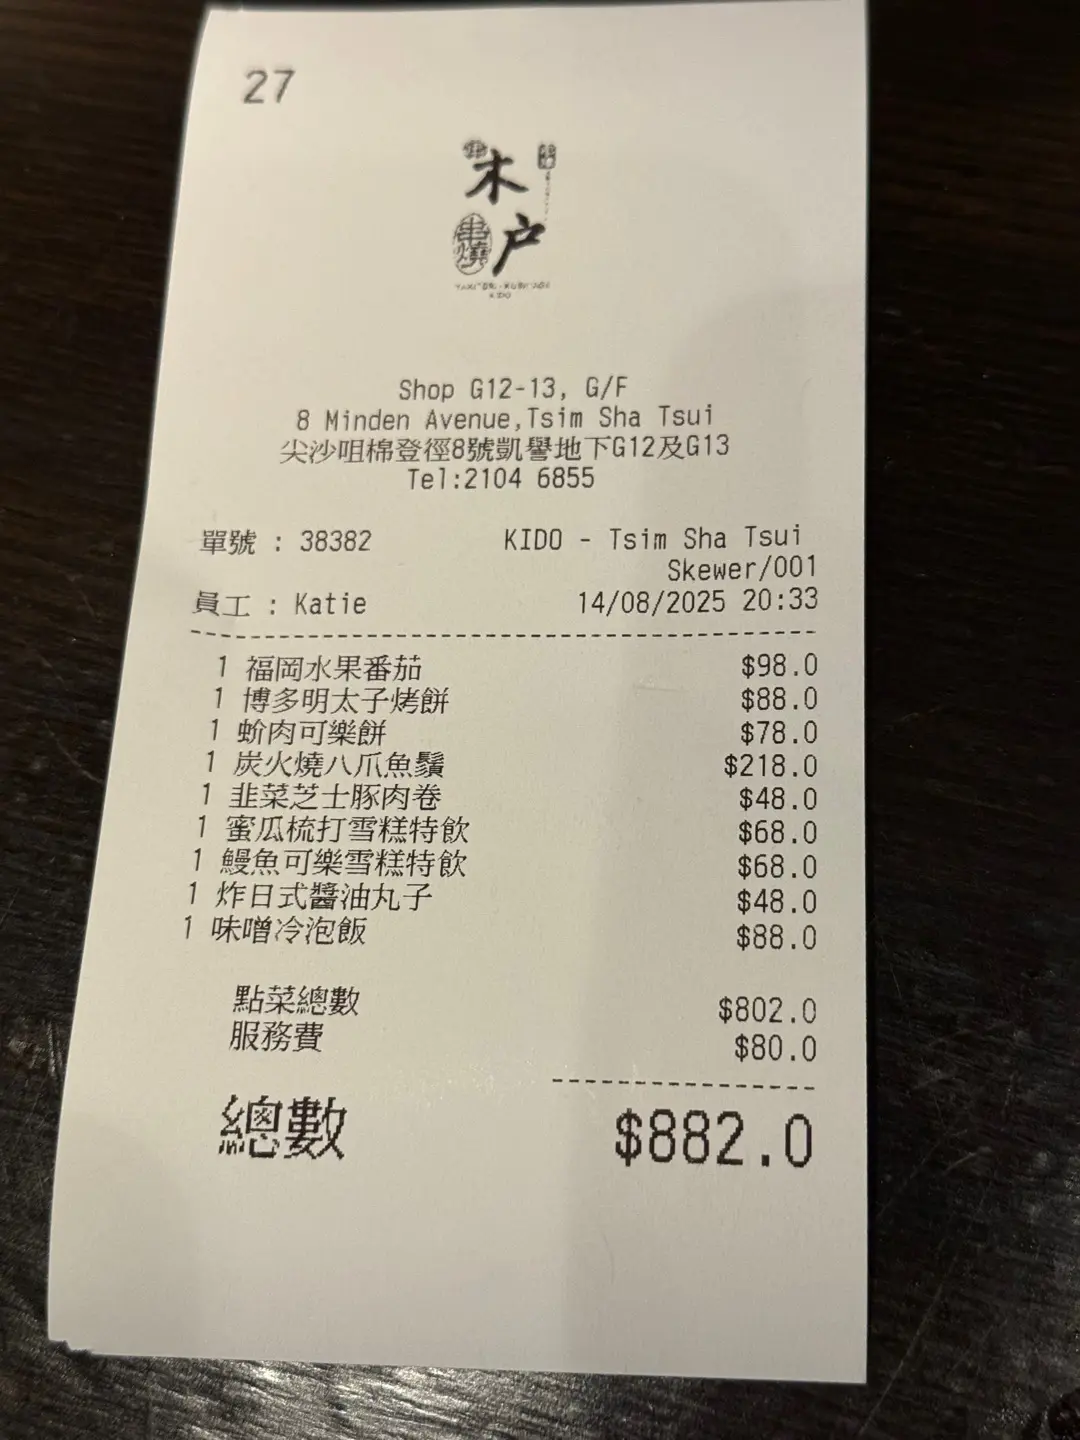 27
木
户
串燒
KIDO
Shop G12-13, G/F
8 Minden Avenue,Tsim Sha Tsui
尖沙咀棉登徑8號凱譽地下G12及G13
Tel:2104 6855
單號 : 38382 KIDO - Tsim Sha Tsui
Skewer/001
員工 : Katie 14/08/2025 20:33
1 福岡水果番茄 $98.0
1 博多明太子烤餅 $88.0
1 蚧肉可樂餅 $78.0
1 炭火燒八爪魚鬚 $218.0
1 韭菜芝士豚肉卷 $48.0
1 蜜瓜梳打雪糕特飲 $68.0
1 鰻魚可樂雪糕特飲 $68.0
1 炸日式醬油丸子 $48.0
1 味噌冷泡飯 $88.0
點菜總數 $802.0
服務費 $80.0
總數 $882.0